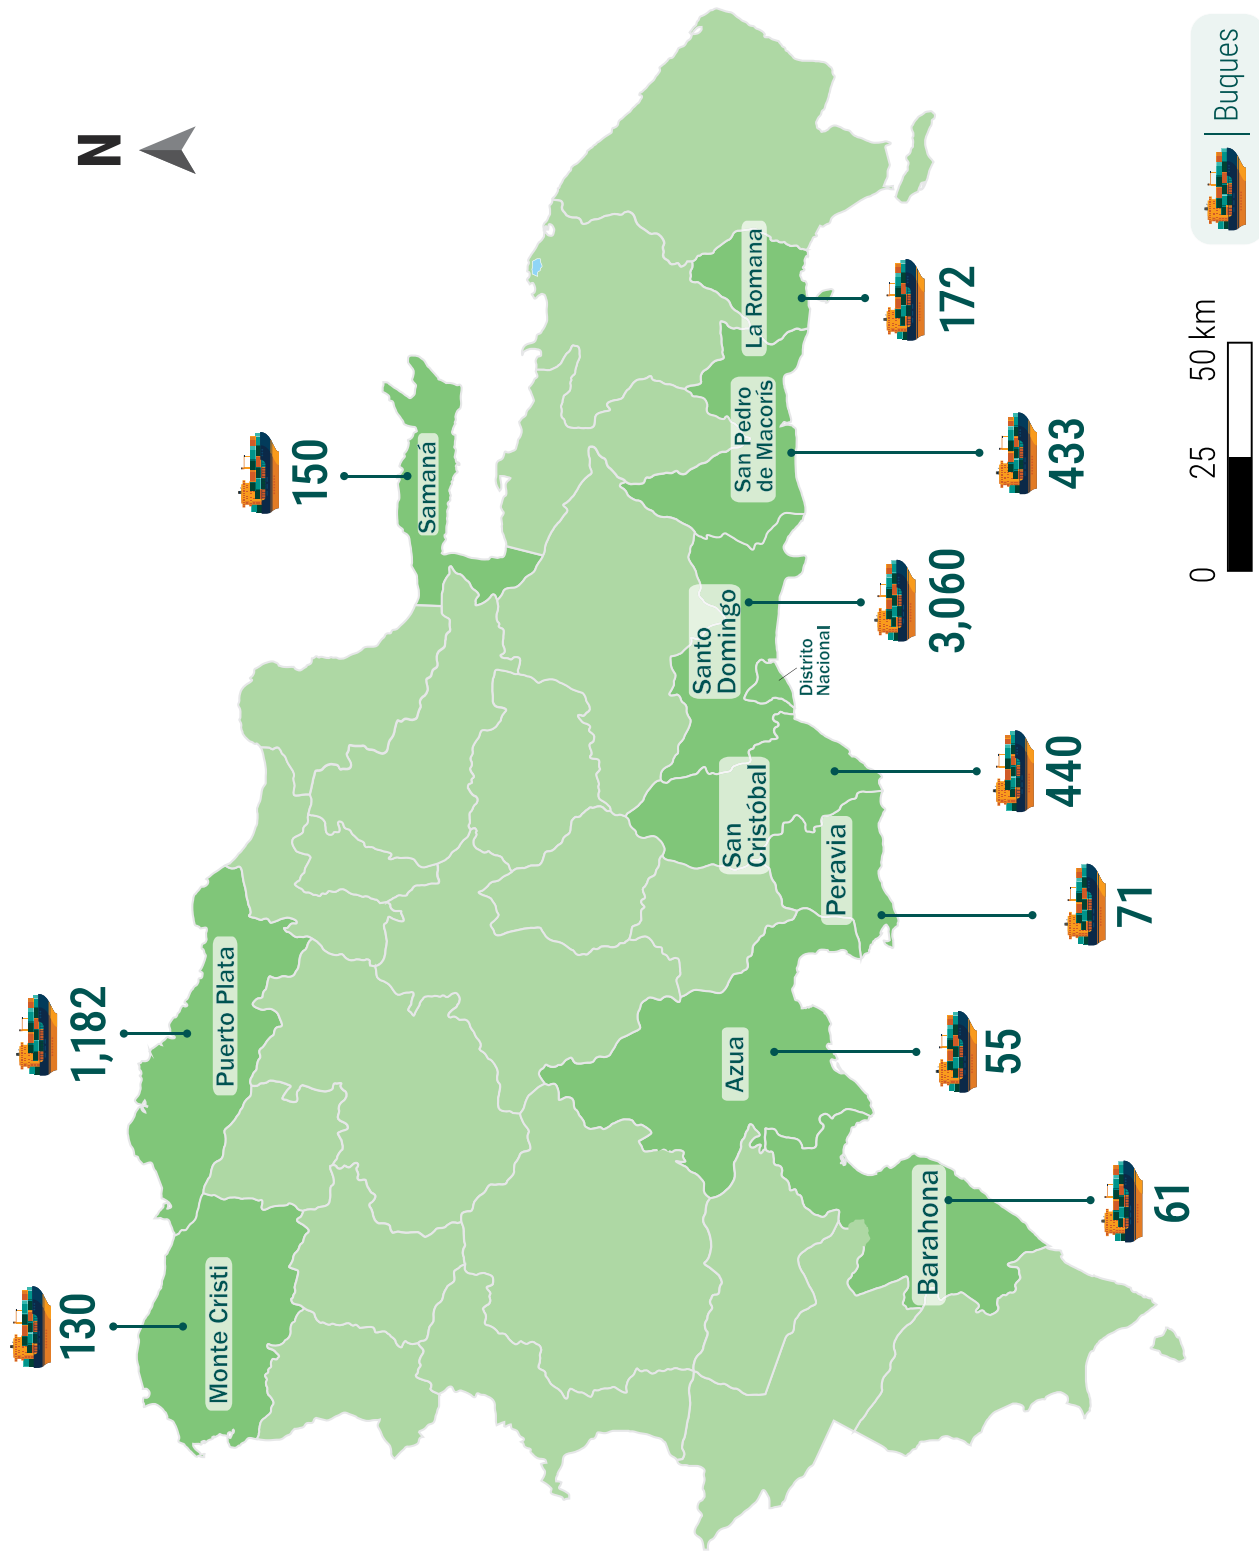 1,182
130
Puerto Plata
Monte Cristi
150
Samaná
N
La Romana
172
San Pedro
de Macorís
433
Santo
Domingo
3,060
Distrito
Nacional
San
Cristóbal
440
Peravia
71
Azua
55
Barahona
61
0 25 50 km
Buques